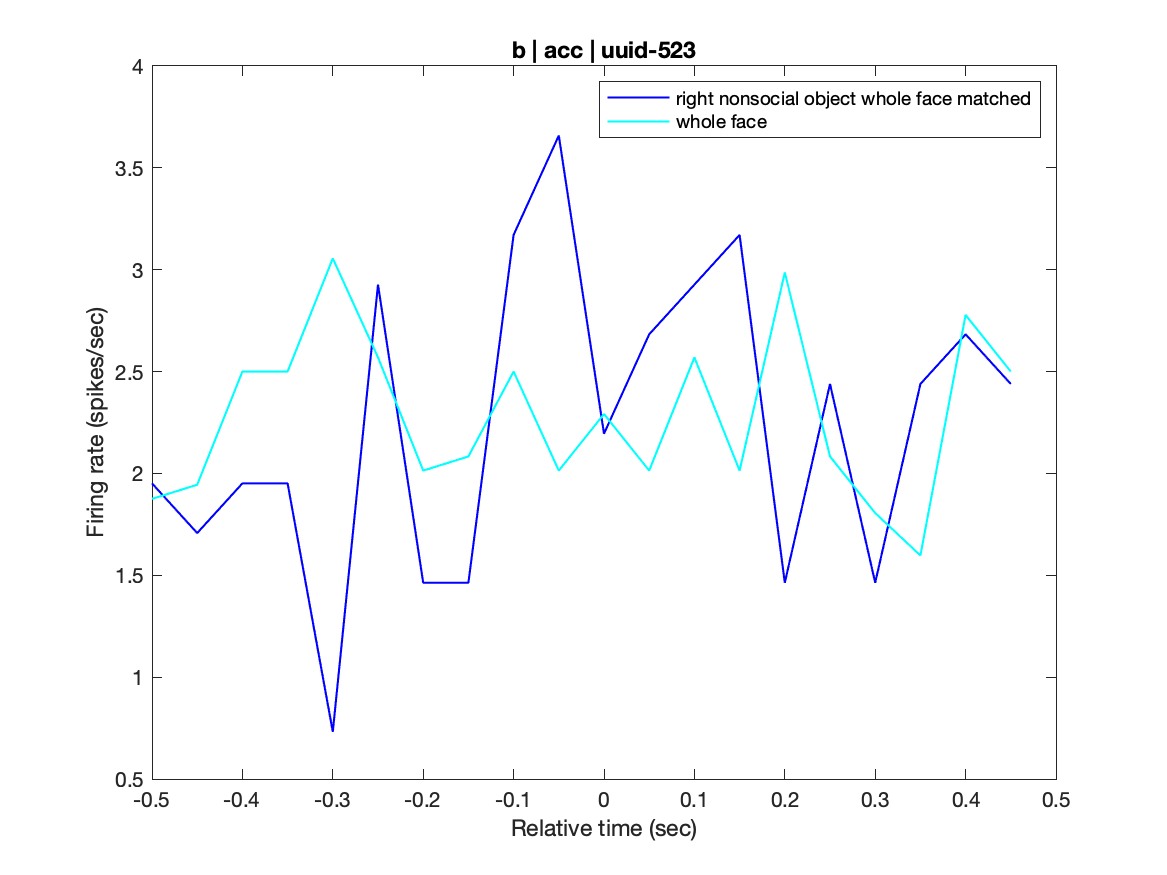 b | acc | uuid-523
right nonsocial object whole face matched
whole face
4
3.5
3
2.5
2
1.5
1
0.5
Firing rate (spikes/sec)
-0.5 -0.4 -0.3 -0.2 -0.1 0 0.1 0.2 0.3 0.4 0.5
Relative time (sec)